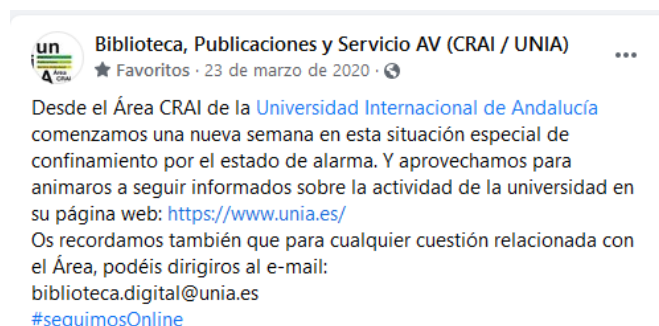 un
Área
CRAI
Biblioteca, Publicaciones y Servicio AV (CRAI / UNIA)
Favoritos · 23 de marzo de 2020 ·
Desde el Área CRAI de la Universidad Internacional de Andalucía
comenzamos una nueva semana en esta situación especial de
confinamiento por el estado de alarma. Y aprovechamos para
animaros a seguir informados sobre la actividad de la universidad en
su página web: https://www.unia.es/
Os recordamos también que para cualquier cuestión relacionada con
el Área, podéis dirigiros al e-mail:
biblioteca.digital@unia.es
#seguimosOnline